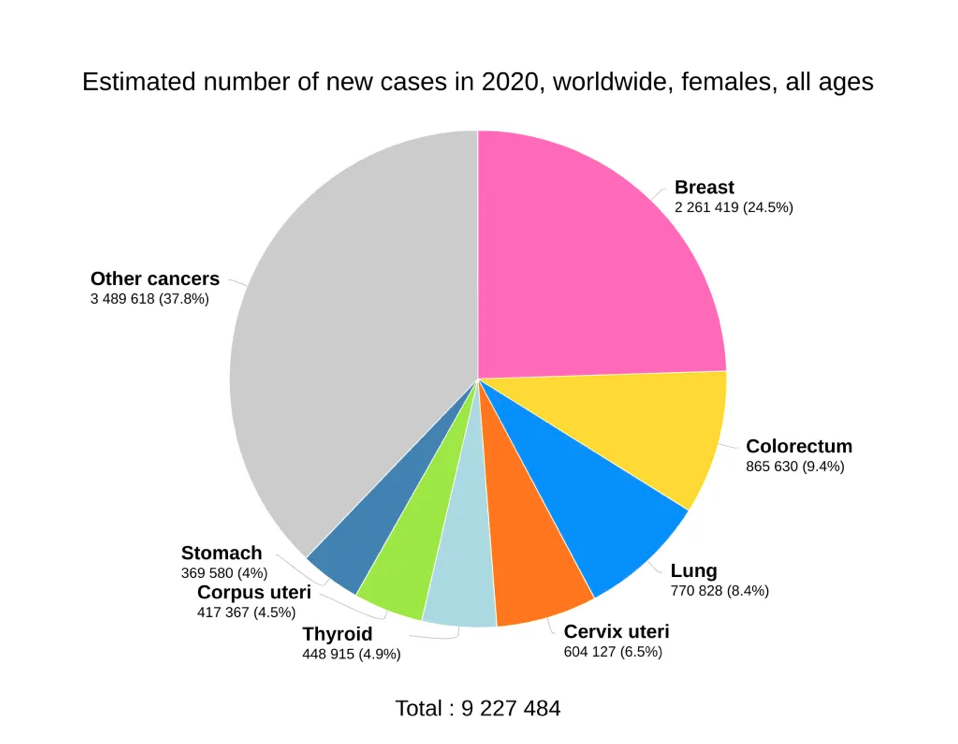 Estimated number of new cases in 2020, worldwide, females, all ages
Breast
2 261 419 (24.5%)
Other cancers
3 489 618 (37.8%)
Colorectum
865 630 (9.4%)
Stomach
369 580 (4%)
Lung
770 828 (8.4%)
Corpus uteri
417 367 (4.5%)
Thyroid
448 915 (4.9%)
Cervix uteri
604 127 (6.5%)
Total : 9 227 484